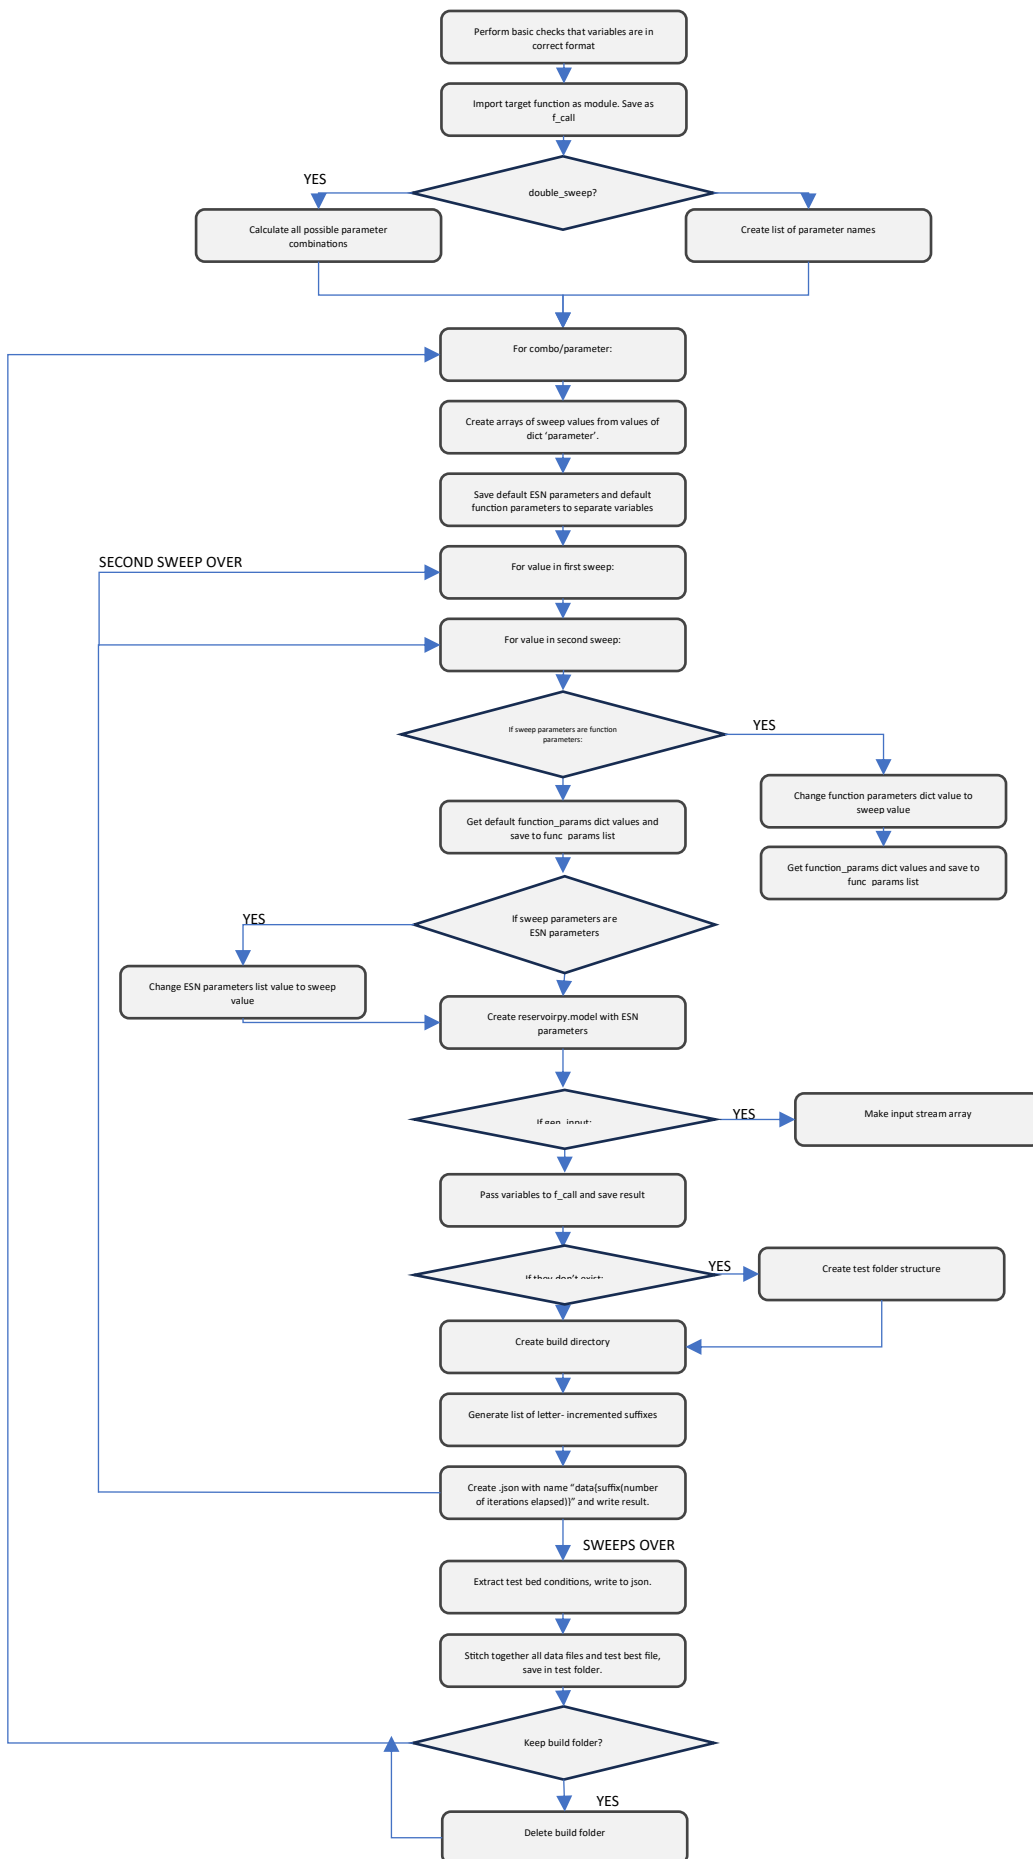 Perform basic checks that variables are in
correct format
Import target function as module. Save as
f_call
YES
double_sweep?
Calculate all possible parameter
combinations
Create list of parameter names
For combo/parameter:
Create arrays of sweep values from values of
dict ‘parameter’.
Save default ESN parameters and default
function parameters to separate variables
SECOND SWEEP OVER
For value in first sweep:
For value in second sweep:
If sweep parameters are function
parameters:
YES
Change function parameters dict value to
sweep value
Get default function_params dict values and
save to func_params list
Get function_params dict values and save to
func_params list
If sweep parameters are
ESN parameters
YES
Change ESN parameters list value to sweep
value
Create reservoirpy.model with ESN
parameters
If gen_input:
YES
Make input stream array
Pass variables to f_call and save result
If they don't exist:
YES
Create test folder structure
Create build directory
Generate list of letter- incremented suffixes
Create .json with name “data{suffix(number
of iterations elapsed)}” and write result.
SWEEPS OVER
Extract test bed conditions, write to json.
Stitch together all data files and test best file,
save in test folder.
Keep build folder?
YES
Delete build folder